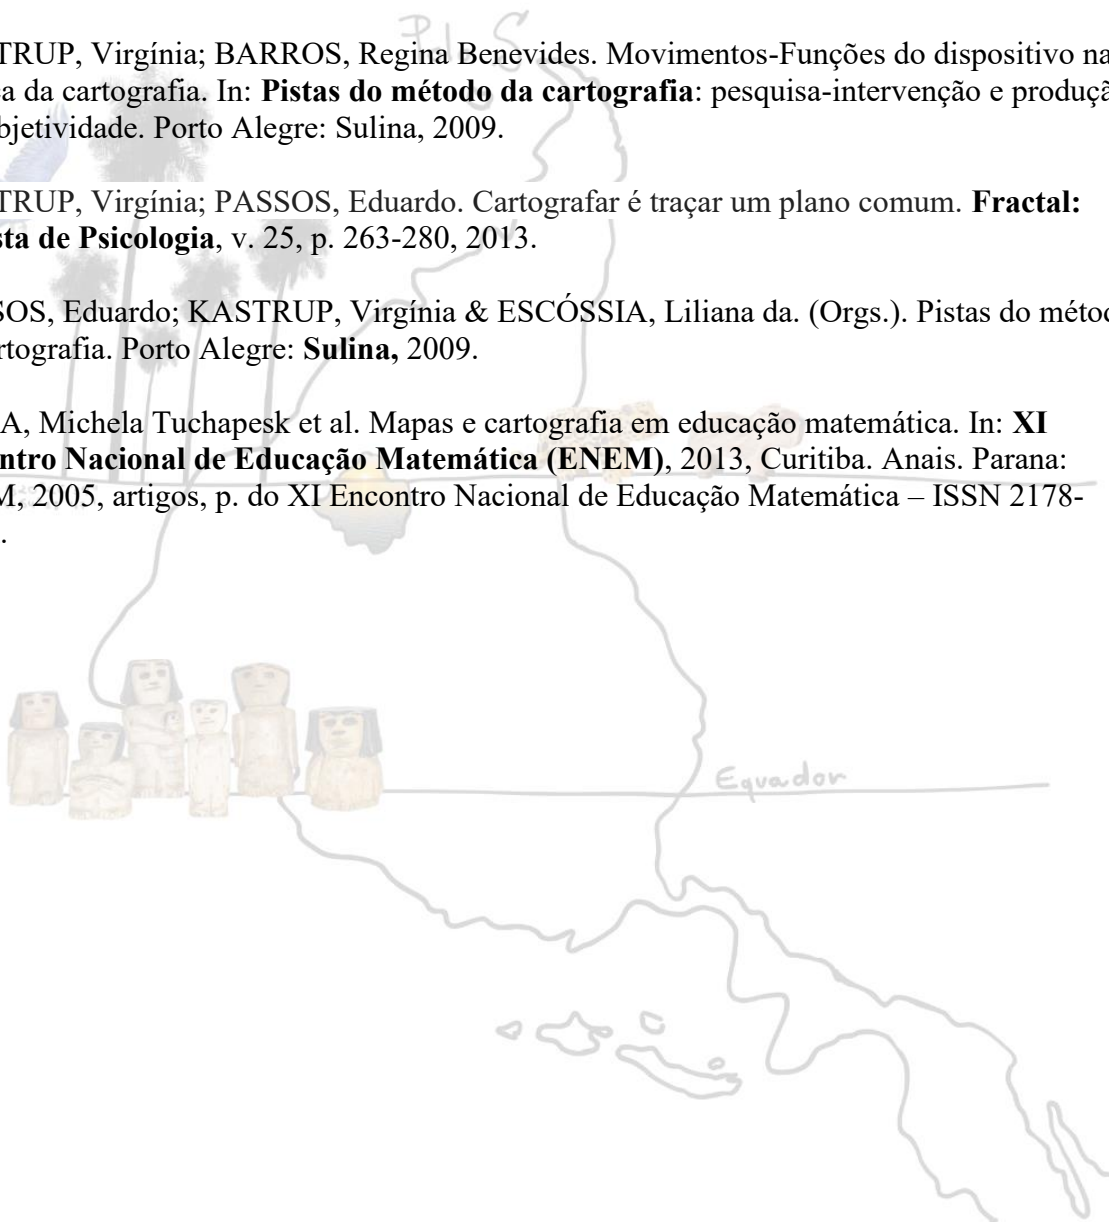 P I S
TRUP, Virgínia; BARROS, Regina Benevides. Movimentos-Funções do dispositivo na
a da cartografia. In: Pistas do método da cartografia: pesquisa-intervenção e produçã
bjetividade. Porto Alegre: Sulina, 2009.
TRUP, Virgínia; PASSOS, Eduardo. Cartografar é traçar um plano comum. Fractal:
sta de Psicologia, v. 25, p. 263-280, 2013.
SOS, Eduardo; KASTRUP, Virgínia & ESCÓSSIA, Liliana da. (Orgs.). Pistas do métod
rtografia. Porto Alegre: Sulina, 2009.
A, Michela Tuchapesk et al. Mapas e cartografia em educação matemática. In: XI
ntro Nacional de Educação Matemática (ENEM), 2013, Curitiba. Anais. Parana:
M, 2005, artigos, p. do XI Encontro Nacional de Educação Matemática – ISSN 2178-
.
Equador